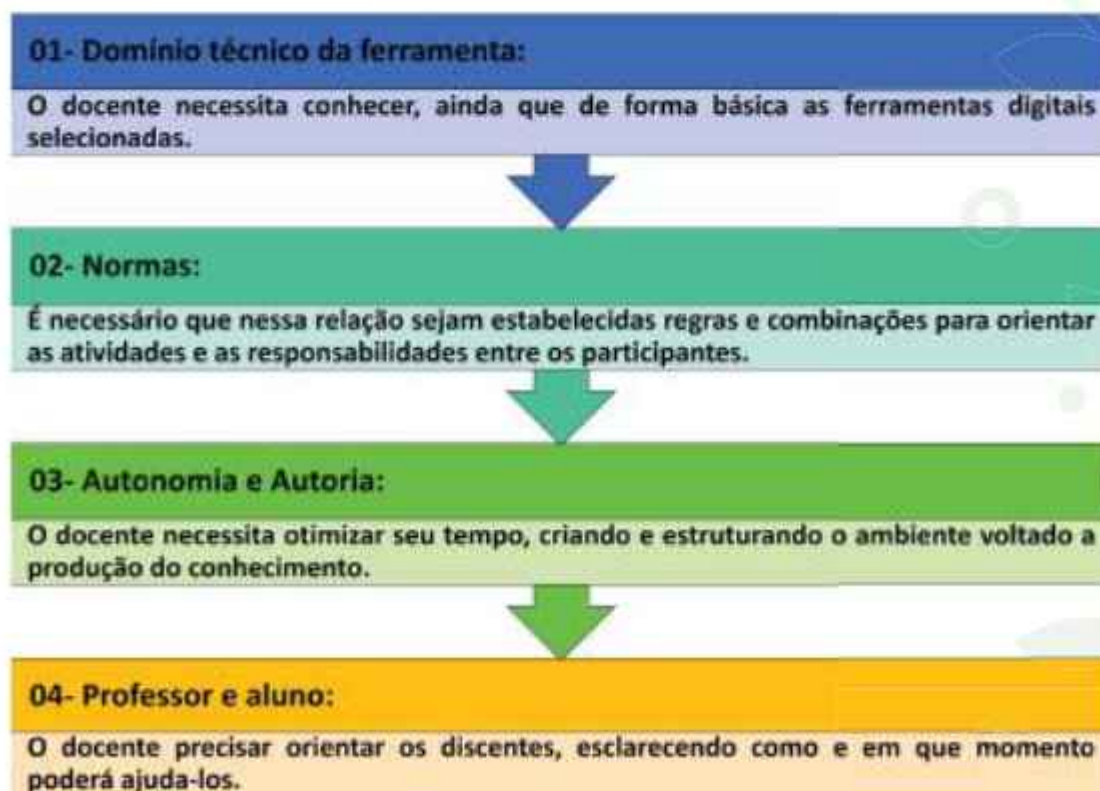 01- Domínio técnico da ferramenta:
O docente necessita conhecer, ainda que de forma básica as ferramentas digitais
selecionadas.
02- Normas:
É necessário que nessa relação sejam estabelecidas regras e combinações para orientar
as atividades e as responsabilidades entre os participantes.
03- Autonomia e Autoria:
O docente necessita otimizar seu tempo, criando e estruturando o ambiente voltado a
produção do conhecimento.
04- Professor e aluno:
O docente precisar orientar os discentes, esclarecendo como e em que momento
poderá ajuda-los.